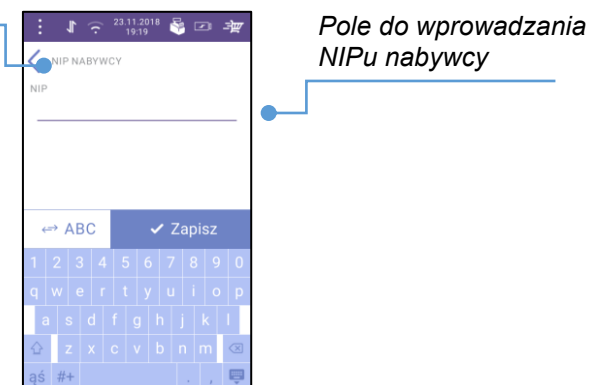 23.11.2018
19:19
Pole do wprowadzania
NIPu nabywcy
NIP NABYWCY
NIP
ABC
Zapisz
1 2 3 4 5 6 7 8 9 0
q w e r t y u i o p
a s d f g h j k l
z x c v b n m
ąś #+ . ,